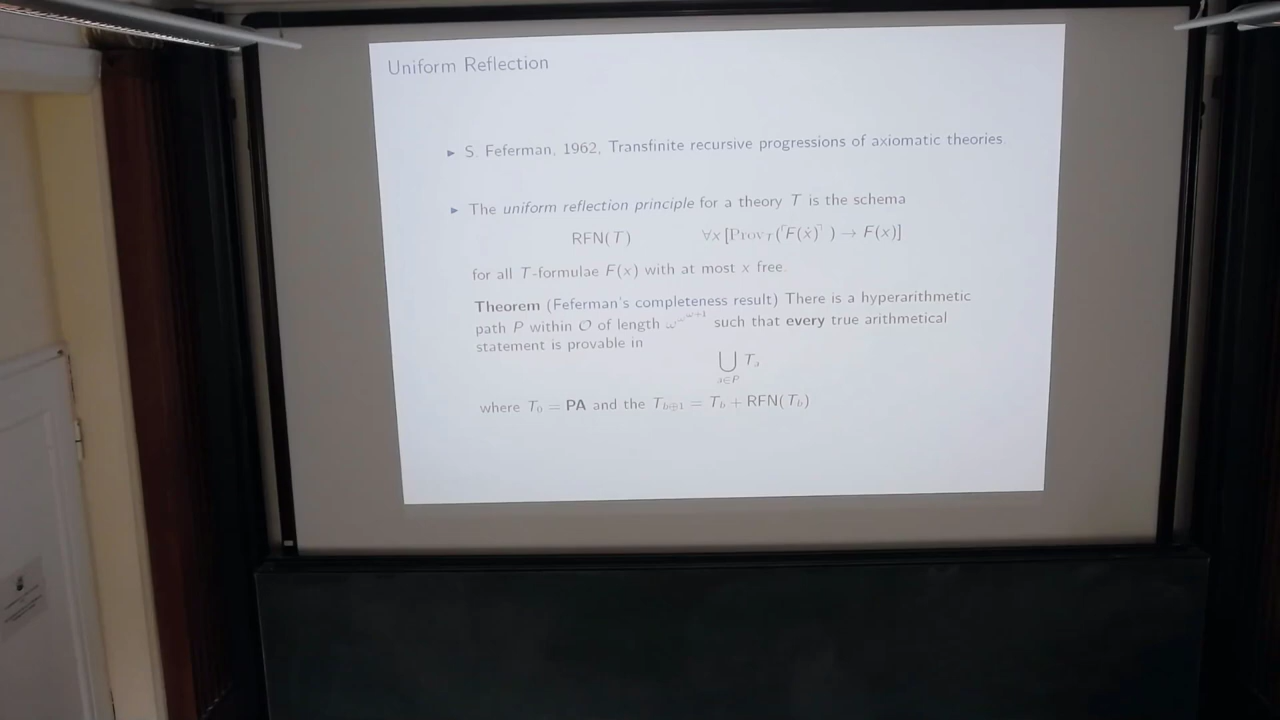 Uniform Reflection
▸ S. Feferman, 1962, Transfinite recursive progressions of axiomatic theories.
▸ The uniform reflection principle for a theory T is the schema
RFN(T) ∀x [Prov_T(⌜F(ẋ)⌝) → F(x)]
for all T-formulae F(x) with at most x free.
Theorem (Feferman's completeness result) There is a hyperarithmetic
path P within O of length ω^{ω^{ω+1}} such that every true arithmetical
statement is provable in
⋃_{a∈P} T_a
where T_0 = PA and the T_{b⊕1} = T_b + RFN(T_b)